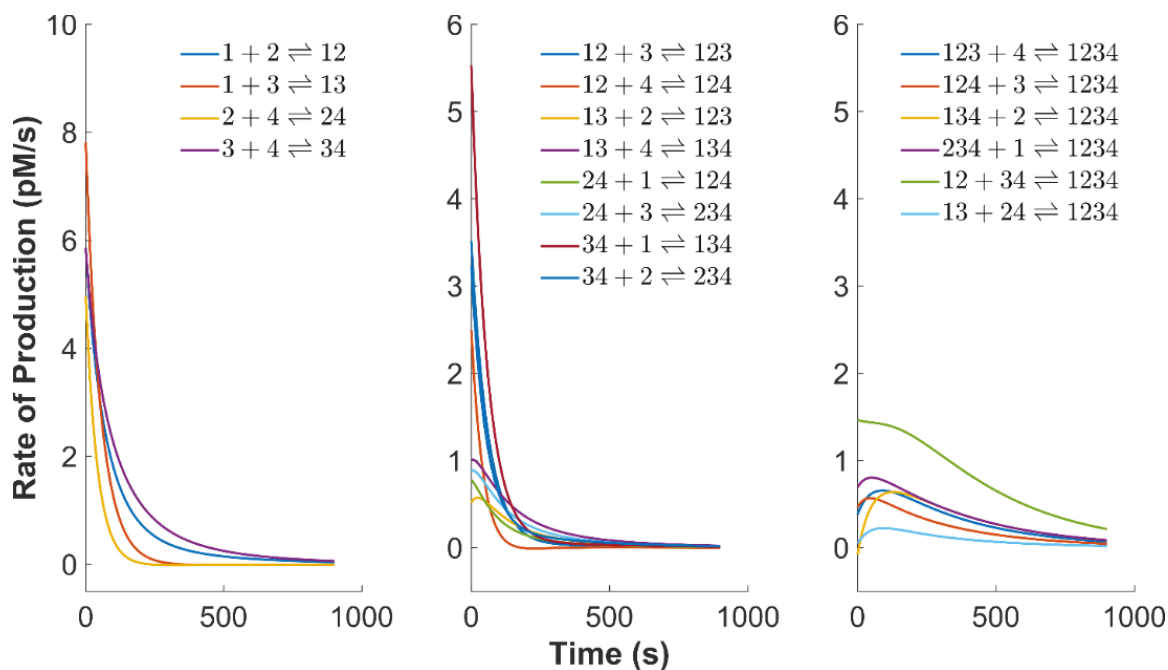 Rate of Production (pM/s)
10
8
6
4
2
0
0
500
1000
1 + 2 ⇌ 12
1 + 3 ⇌ 13
2 + 4 ⇌ 24
3 + 4 ⇌ 34
6
5
4
3
2
1
0
0
500
1000
12 + 3 ⇌ 123
12 + 4 ⇌ 124
13 + 2 ⇌ 123
13 + 4 ⇌ 134
24 + 1 ⇌ 124
24 + 3 ⇌ 234
34 + 1 ⇌ 134
34 + 2 ⇌ 234
6
5
4
3
2
1
0
0
500
1000
123 + 4 ⇌ 1234
124 + 3 ⇌ 1234
134 + 2 ⇌ 1234
234 + 1 ⇌ 1234
12 + 34 ⇌ 1234
13 + 24 ⇌ 1234
Time (s)